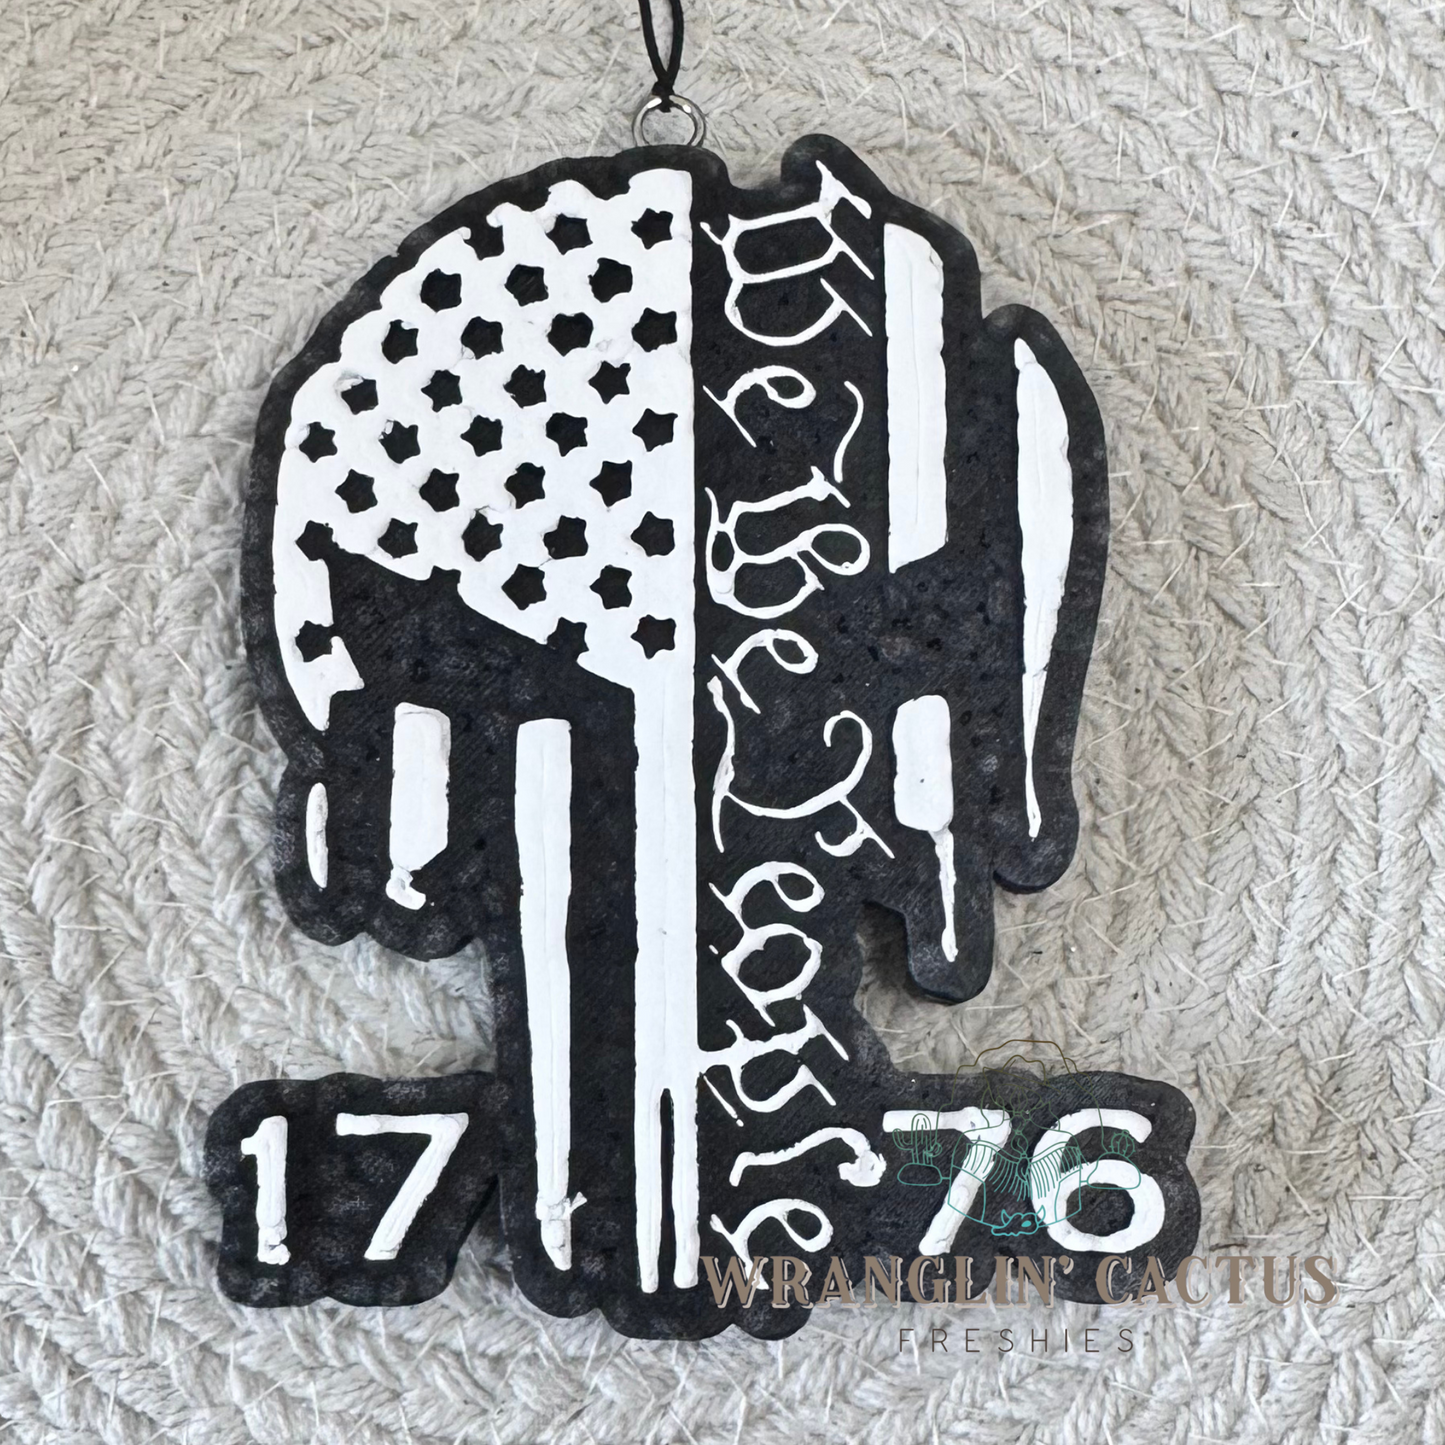 We The People
17 76
WRANGLIN' CACTUS
FRESHIES